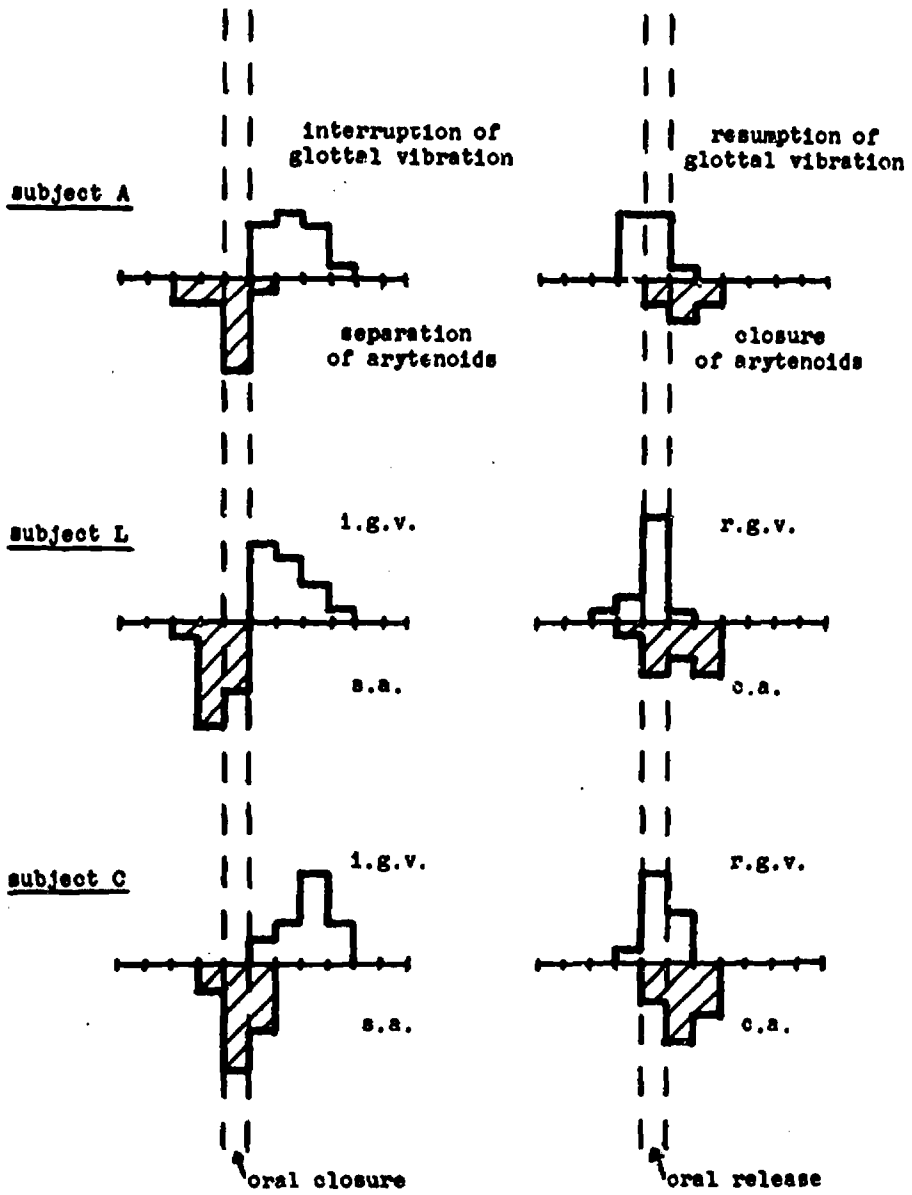 interruption of
glottal vibration
resumption of
glottal vibration
subject A
separation
of arytenoids
closure
of arytenoids
subject L
i.g.v.
r.g.v.
s.a.
c.a.
subject C
i.g.v.
r.g.v.
s.a.
c.a.
oral closure
oral release